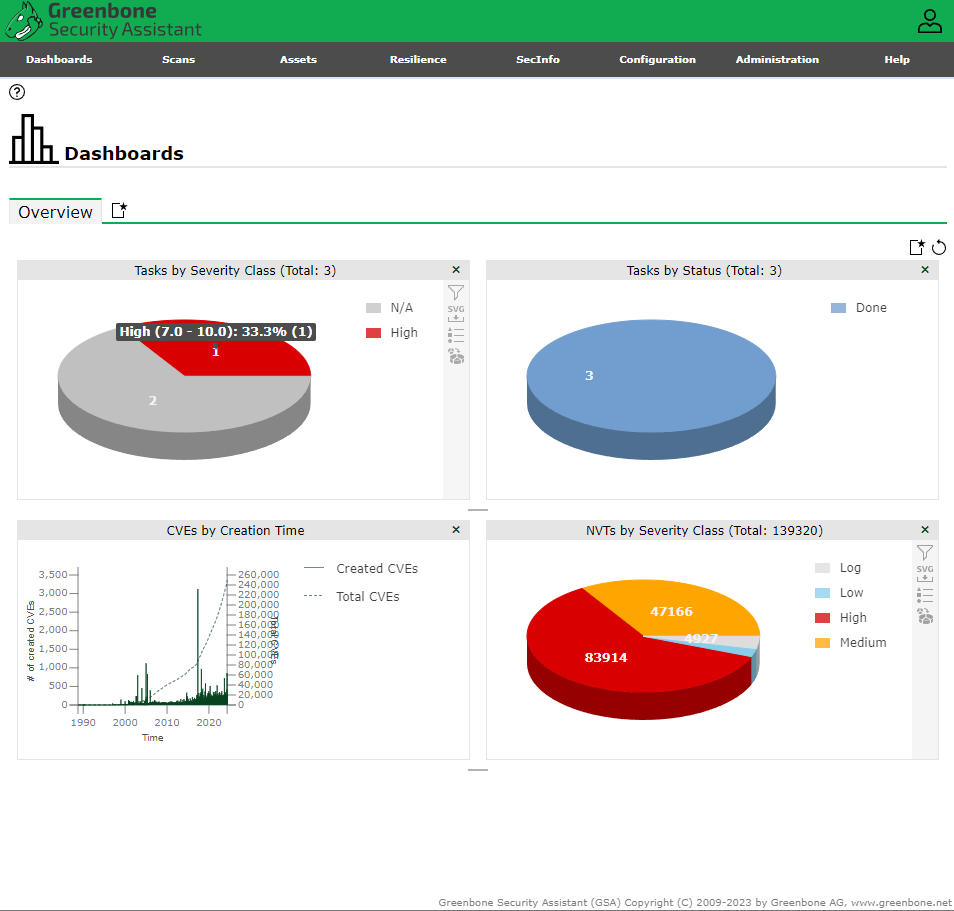 Greenbone
Security Assistant
Dashboards Scans Assets Resilience SecInfo Configuration Administration Help
?
Dashboards
Overview
Tasks by Severity Class (Total: 3) ×
N/A
High
High (7.0 - 10.0): 33.3% (1)
1
2
SVG
Tasks by Status (Total: 3) ×
Done
3
CVEs by Creation Time ×
Created CVEs
Total CVEs
3,500
3,000
2,500
2,000
1,500
1,000
500
0
# of created CVEs
260,000
240,000
220,000
200,000
180,000
160,000
140,000
120,000
100,000
80,000
60,000
40,000
20,000
0
1990 2000 2010 2020
Time
NVTs by Severity Class (Total: 139320) ×
Log
Low
High
Medium
47166
4927
83914
SVG
Greenbone Security Assistant (GSA) Copyright (C) 2009-2023 by Greenbone AG, www.greenbone.net